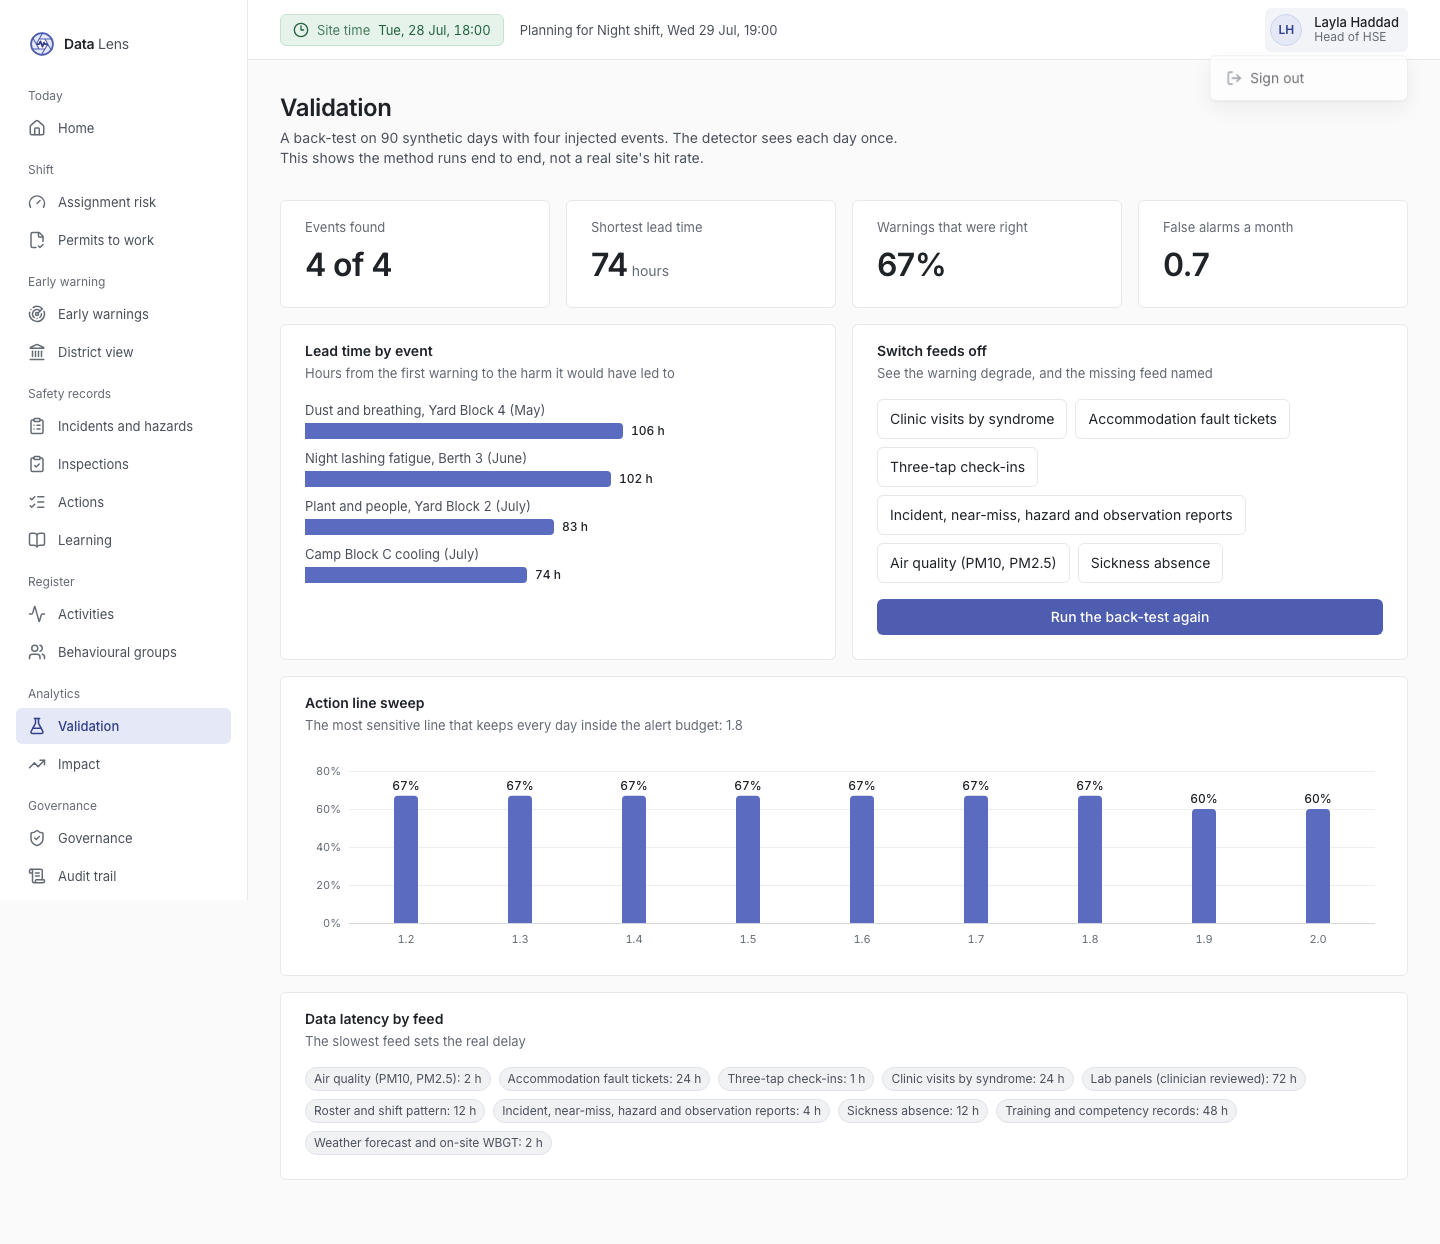 Data Lens
Today
Home
Shift
Assignment risk
Permits to work
Early warning
Early warnings
District view
Safety records
Incidents and hazards
Inspections
Actions
Learning
Register
Activities
Behavioural groups
Analytics
Validation
Impact
Governance
Governance
Audit trail
Site time Tue, 28 Jul, 18:00
Planning for Night shift, Wed 29 Jul, 19:00
LH
Layla Haddad
Head of HSE
Sign out
Validation
A back-test on 90 synthetic days with four injected events. The detector sees each day once.
This shows the method runs end to end, not a real site's hit rate.
Events found
4 of 4
Shortest lead time
74 hours
Warnings that were right
67%
False alarms a month
0.7
Lead time by event
Hours from the first warning to the harm it would have led to
Dust and breathing, Yard Block 4 (May)
106 h
Night lashing fatigue, Berth 3 (June)
102 h
Plant and people, Yard Block 2 (July)
83 h
Camp Block C cooling (July)
74 h
Switch feeds off
See the warning degrade, and the missing feed named
Clinic visits by syndrome
Accommodation fault tickets
Three-tap check-ins
Incident, near-miss, hazard and observation reports
Air quality (PM10, PM2.5)
Sickness absence
Run the back-test again
Action line sweep
The most sensitive line that keeps every day inside the alert budget: 1.8
80%
60%
40%
20%
0%
67% 67% 67% 67% 67% 67% 67% 60% 60%
1.2 1.3 1.4 1.5 1.6 1.7 1.8 1.9 2.0
Data latency by feed
The slowest feed sets the real delay
Air quality (PM10, PM2.5): 2 h
Accommodation fault tickets: 24 h
Three-tap check-ins: 1 h
Clinic visits by syndrome: 24 h
Lab panels (clinician reviewed): 72 h
Roster and shift pattern: 12 h
Incident, near-miss, hazard and observation reports: 4 h
Sickness absence: 12 h
Training and competency records: 48 h
Weather forecast and on-site WBGT: 2 h